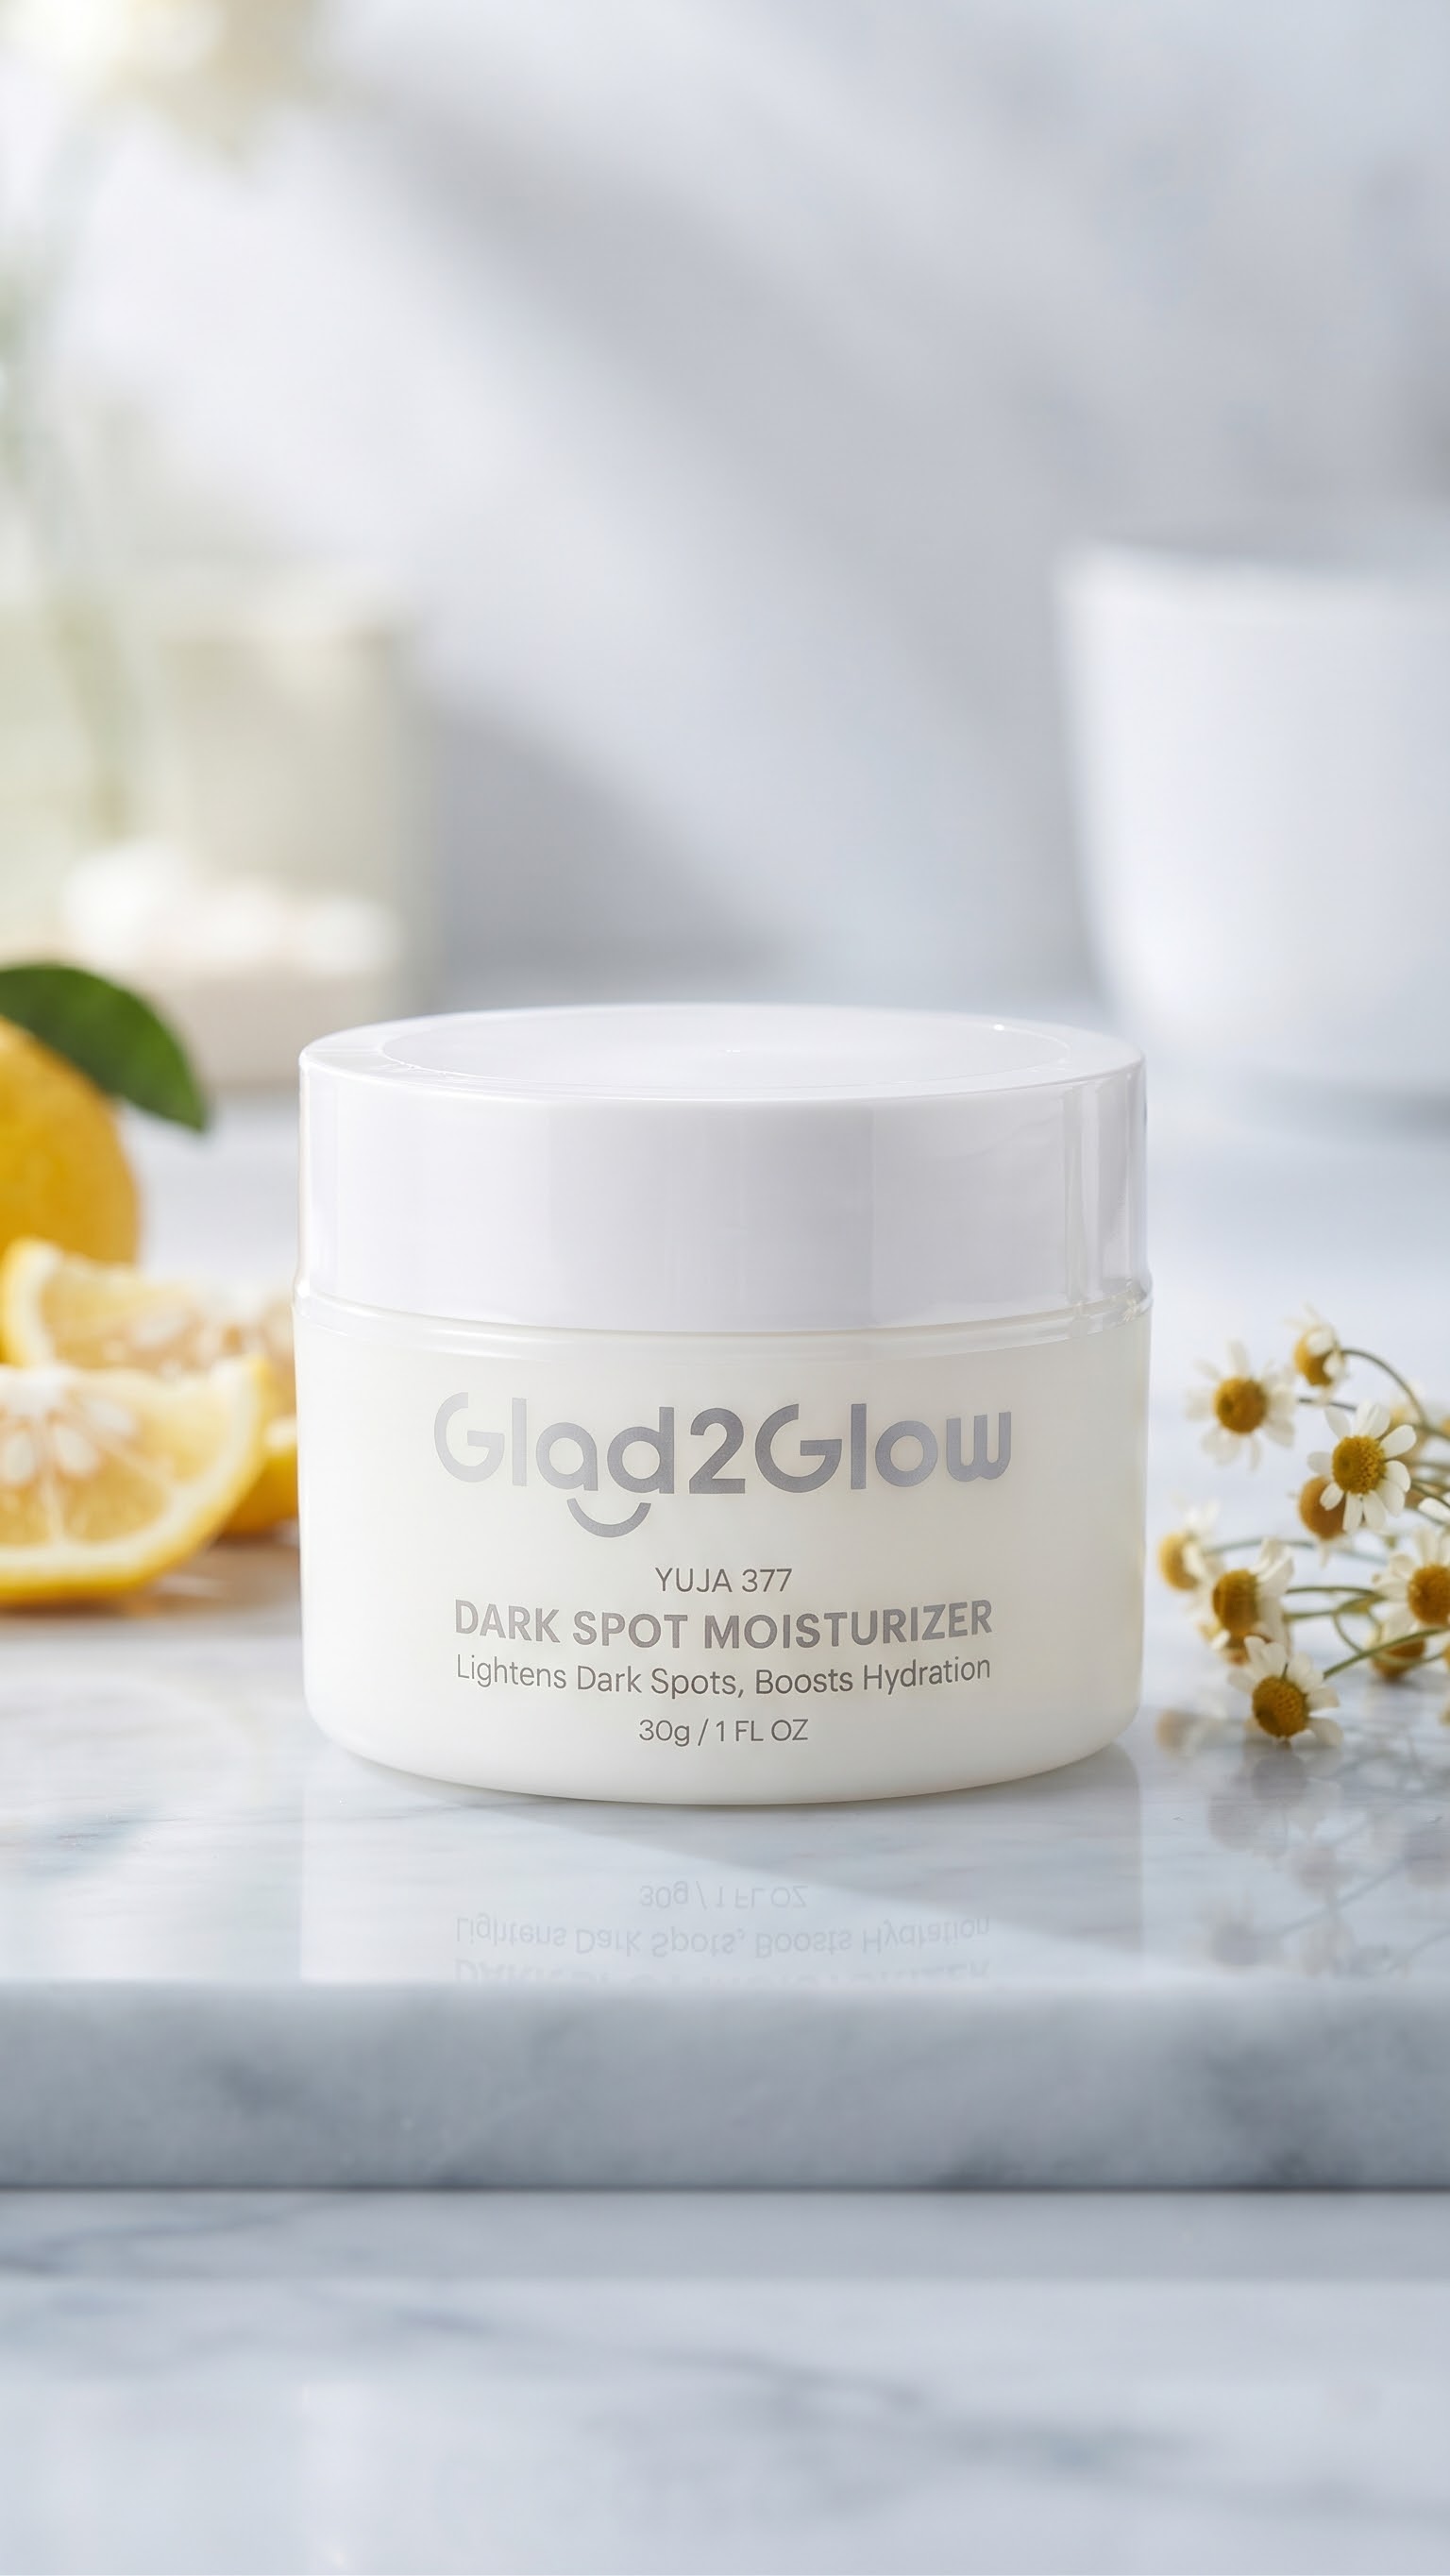 Glad2Glow
YUJA 377
DARK SPOT MOISTURIZER
Lightens Dark Spots, Boosts Hydration
30g / 1 FL OZ